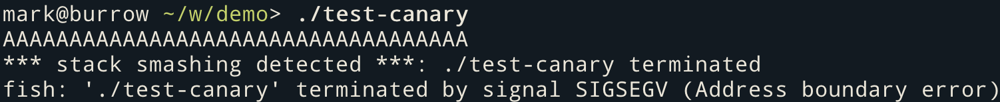 mark@burrow ~/w/demo> ./test-canary
AAAAAAAAAAAAAAAAAAAAAAAAAAAAAAAAAAA
*** stack smashing detected ***: ./test-canary terminated
fish: './test-canary' terminated by signal SIGSEGV (Address boundary error)